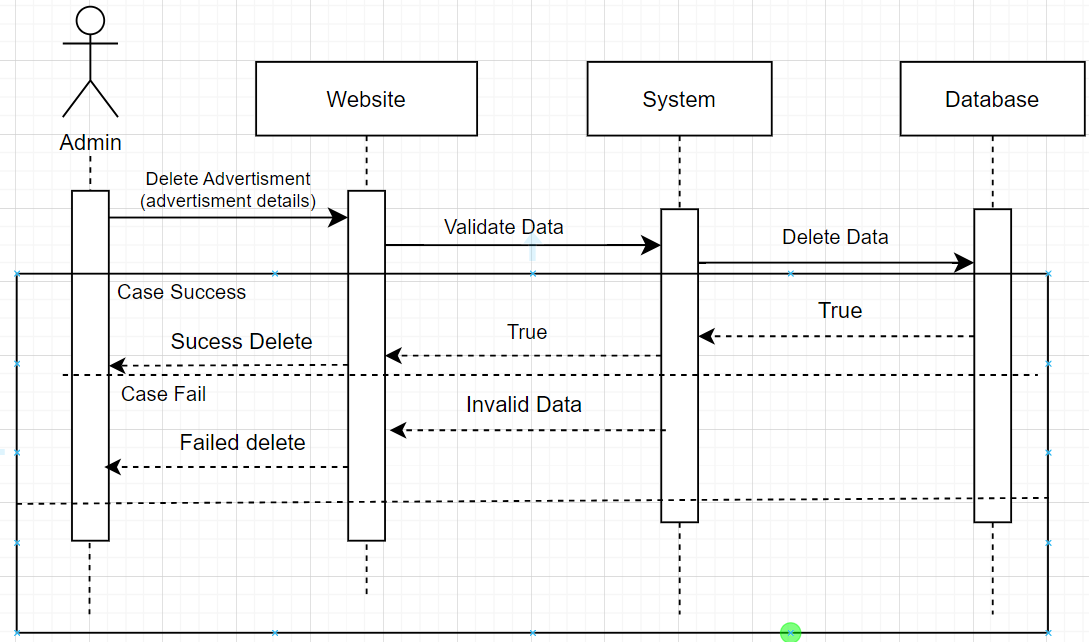 Admin
Website
System
Database
Delete Advertisment
(advertisment details)
Validate Data
Delete Data
Case Success
True
True
Sucess Delete
Case Fail
Invalid Data
Failed delete